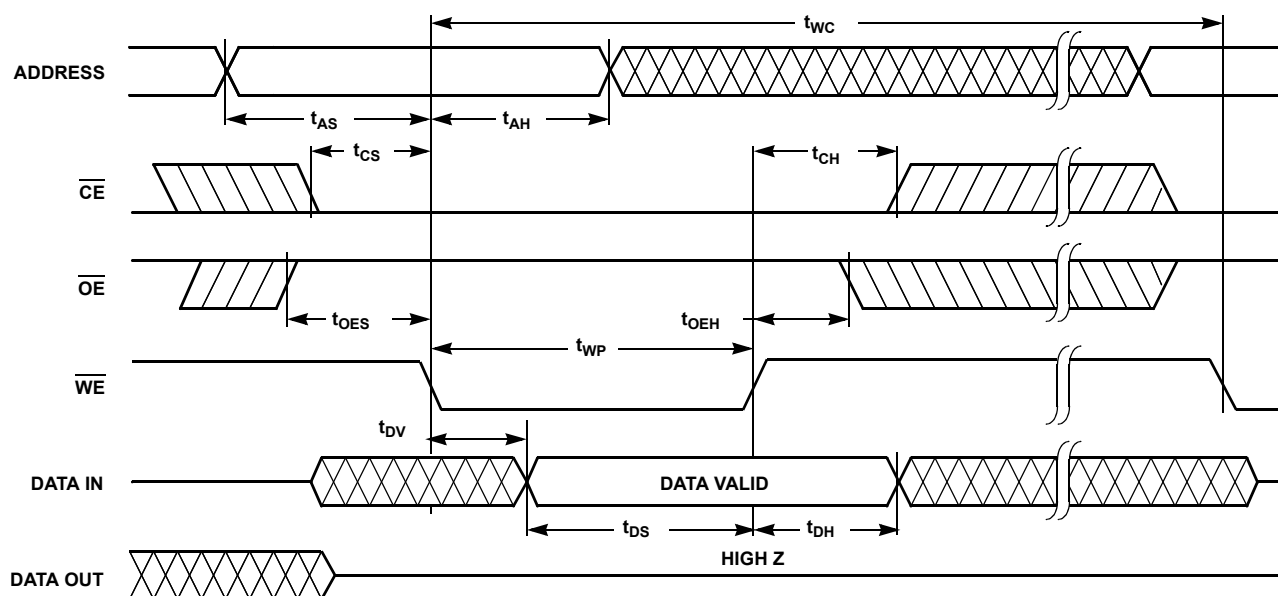 tWC
ADDRESS
tAS
tAH
tCS
tCH
CE
OE
tOES
tOEH
tWP
WE
tDV
DATA IN
DATA VALID
tDS
tDH
HIGH Z
DATA OUT